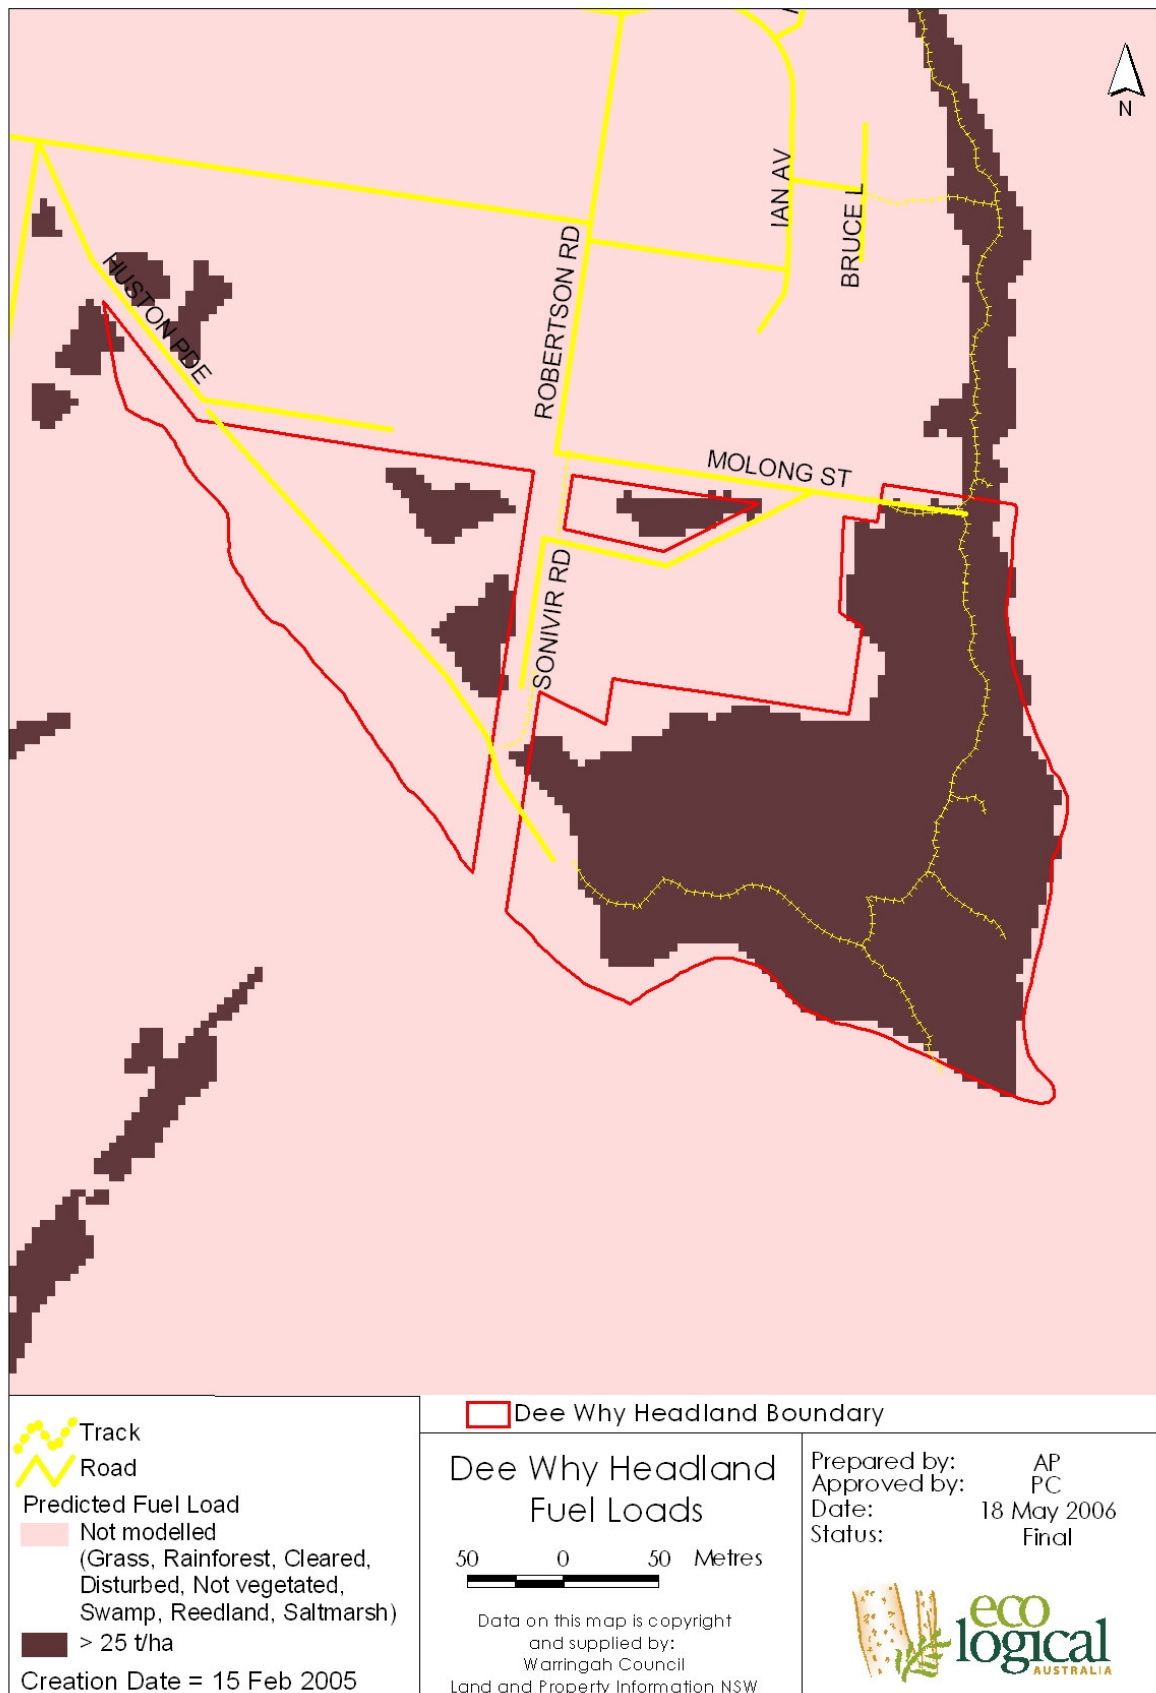 N
IAN AV
BRUCE L
ROBERTSON RD
HUSTON PDE
MOLONG ST
SONIVIR RD
Track
Road
Predicted Fuel Load
Not modelled
(Grass, Rainforest, Cleared,
Disturbed, Not vegetated,
Swamp, Reedland, Saltmarsh)
> 25 t/ha
Creation Date = 15 Feb 2005
Dee Why Headland Boundary
Dee Why Headland
Fuel Loads
50 0 50 Metres
Data on this map is copyright
and supplied by:
Warringah Council
Land and Property Information NSW
Prepared by: AP
Approved by: PC
Date: 18 May 2006
Status: Final
eco
logical
AUSTRALIA